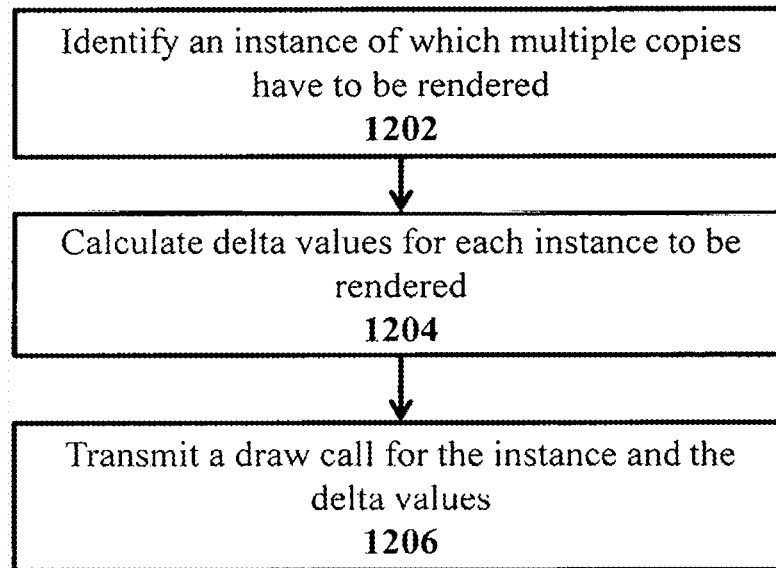 Identify an instance of which multiple copies
have to be rendered
1202
Calculate delta values for each instance to be
rendered
1204
Transmit a draw call for the instance and the
delta values
1206